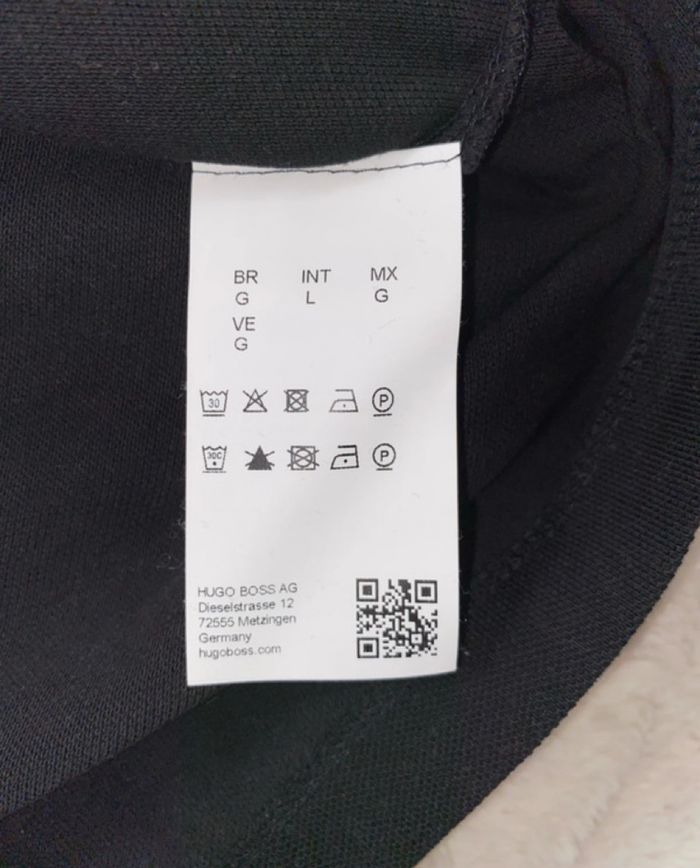 BR INT MX
G L G
VE
G
30 P
30C P
HUGO BOSS AG
Dieselstrasse 12
72555 Metzingen
Germany
hugoboss.com